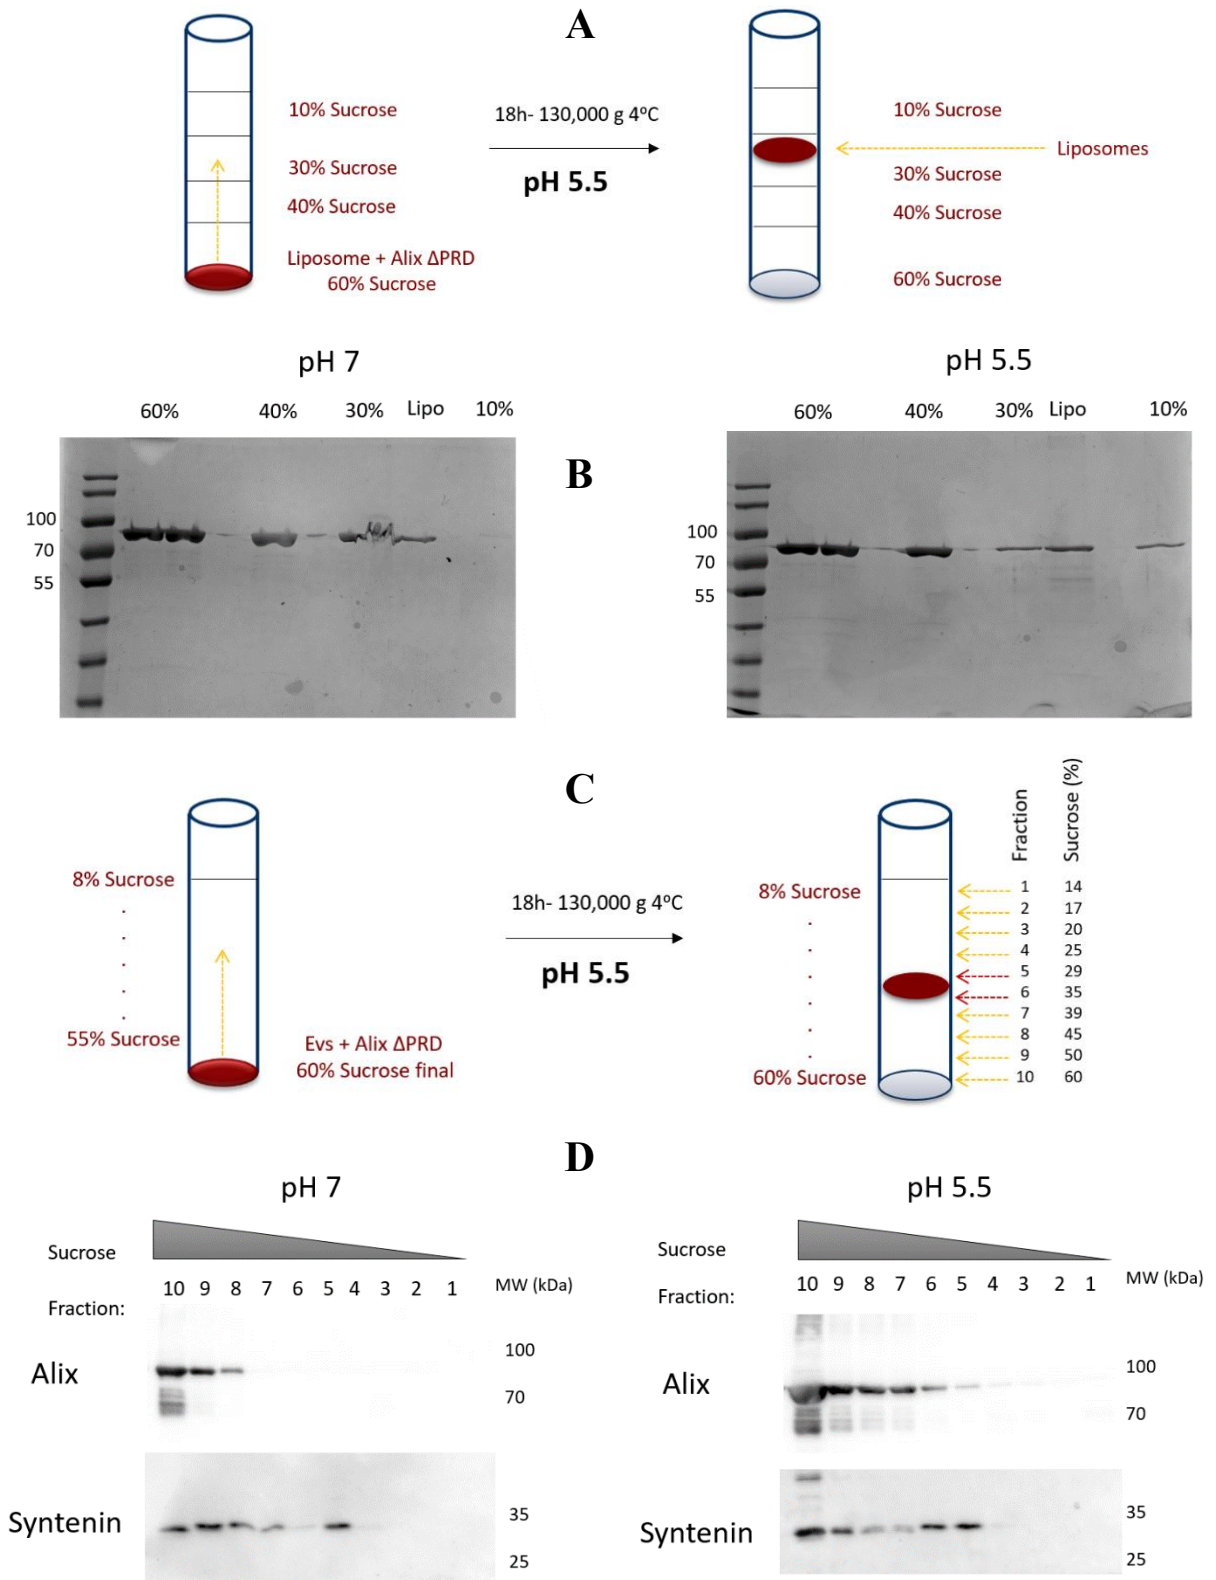 A
10% Sucrose
30% Sucrose
40% Sucrose
Liposome + Alix ΔPRD
60% Sucrose
18h- 130,000 g 4ºC
pH 5.5
10% Sucrose
Liposomes
30% Sucrose
40% Sucrose
60% Sucrose
B
pH 7
60% 40% 30% Lipo 10%
100
70
55
pH 5.5
60% 40% 30% Lipo 10%
100
70
55
C
8% Sucrose
.
.
.
.
.
55% Sucrose
Evs + Alix ΔPRD
60% Sucrose final
18h- 130,000 g 4ºC
pH 5.5
8% Sucrose
.
.
.
.
.
.
60% Sucrose
Fraction Sucrose (%)
1 14
2 17
3 20
4 25
5 29
6 35
7 39
8 45
9 50
10 60
D
pH 7
Sucrose
Fraction:
10 9 8 7 6 5 4 3 2 1
MW (kDa)
Alix
100
70
Syntenin
35
25
pH 5.5
Sucrose
Fraction:
10 9 8 7 6 5 4 3 2 1
MW (kDa)
Alix
100
70
Syntenin
35
25